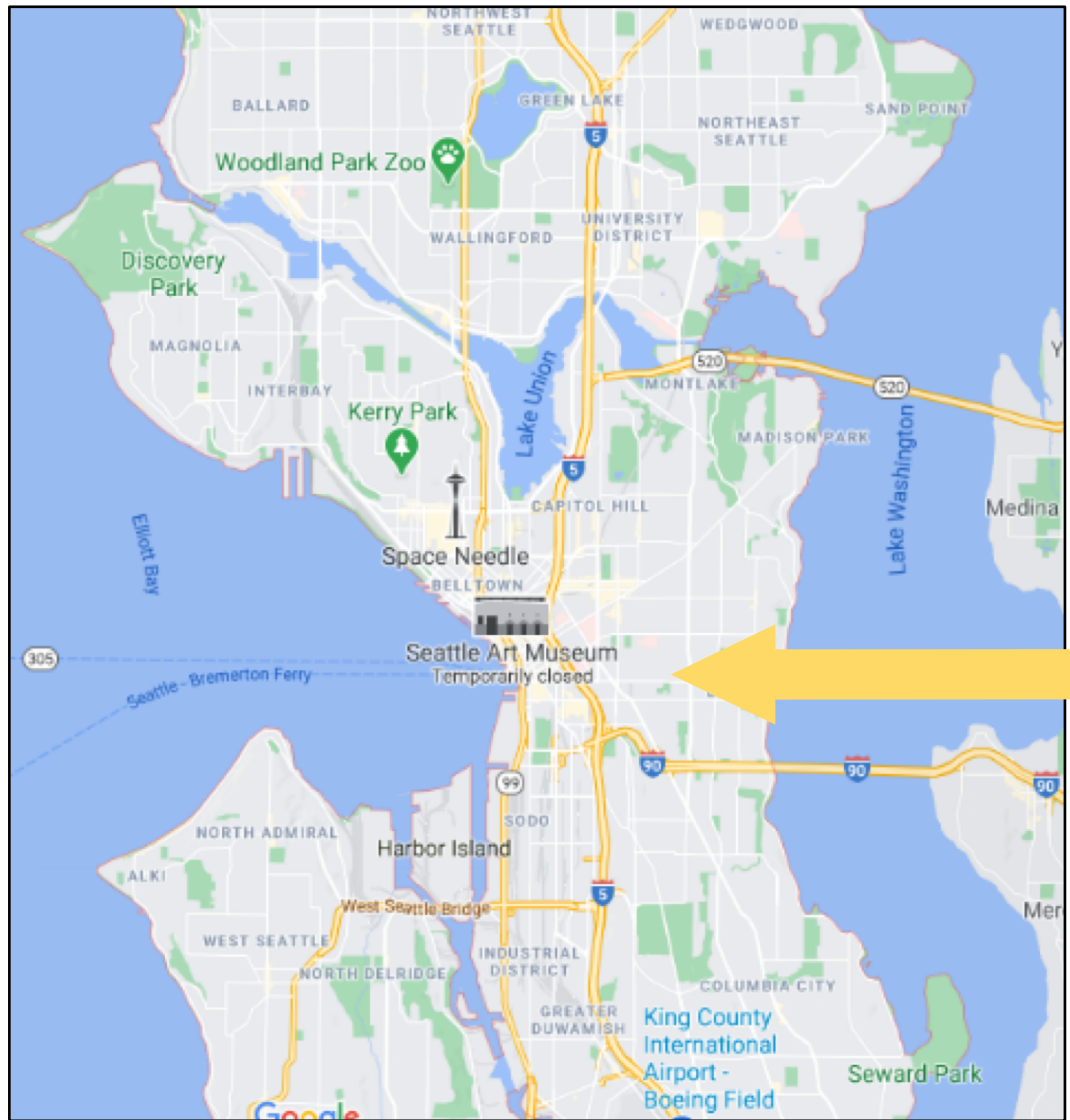 NORTHWEST
SEATTLE
WEDGWOOD
BALLARD
GREEN LAKE
SAND POINT
5
NORTHEAST
SEATTLE
Woodland Park Zoo
UNIVERSITY
DISTRICT
WALLINGFORD
Discovery
Park
MAGNOLIA
Y
520
INTERBAY
Lake Union
MONTLAKE
520
Kerry Park
MADISON PARK
5
Lake Washington
CAPITOL HILL
Medina
Elliott Bay
Space Needle
BELLTOWN
Seattle Art Museum
Temporarily closed
305
Seattle - Bremerton Ferry
90
90
90
99
SODO
NORTH ADMIRAL
Harbor Island
ALKI
5
West Seattle Bridge
Mer
WEST SEATTLE
INDUSTRIAL
DISTRICT
NORTH DELRIDGE
COLUMBIA CITY
GREATER
DUWAMISH
King County
International
Airport -
Boeing Field
Seward Park
Google